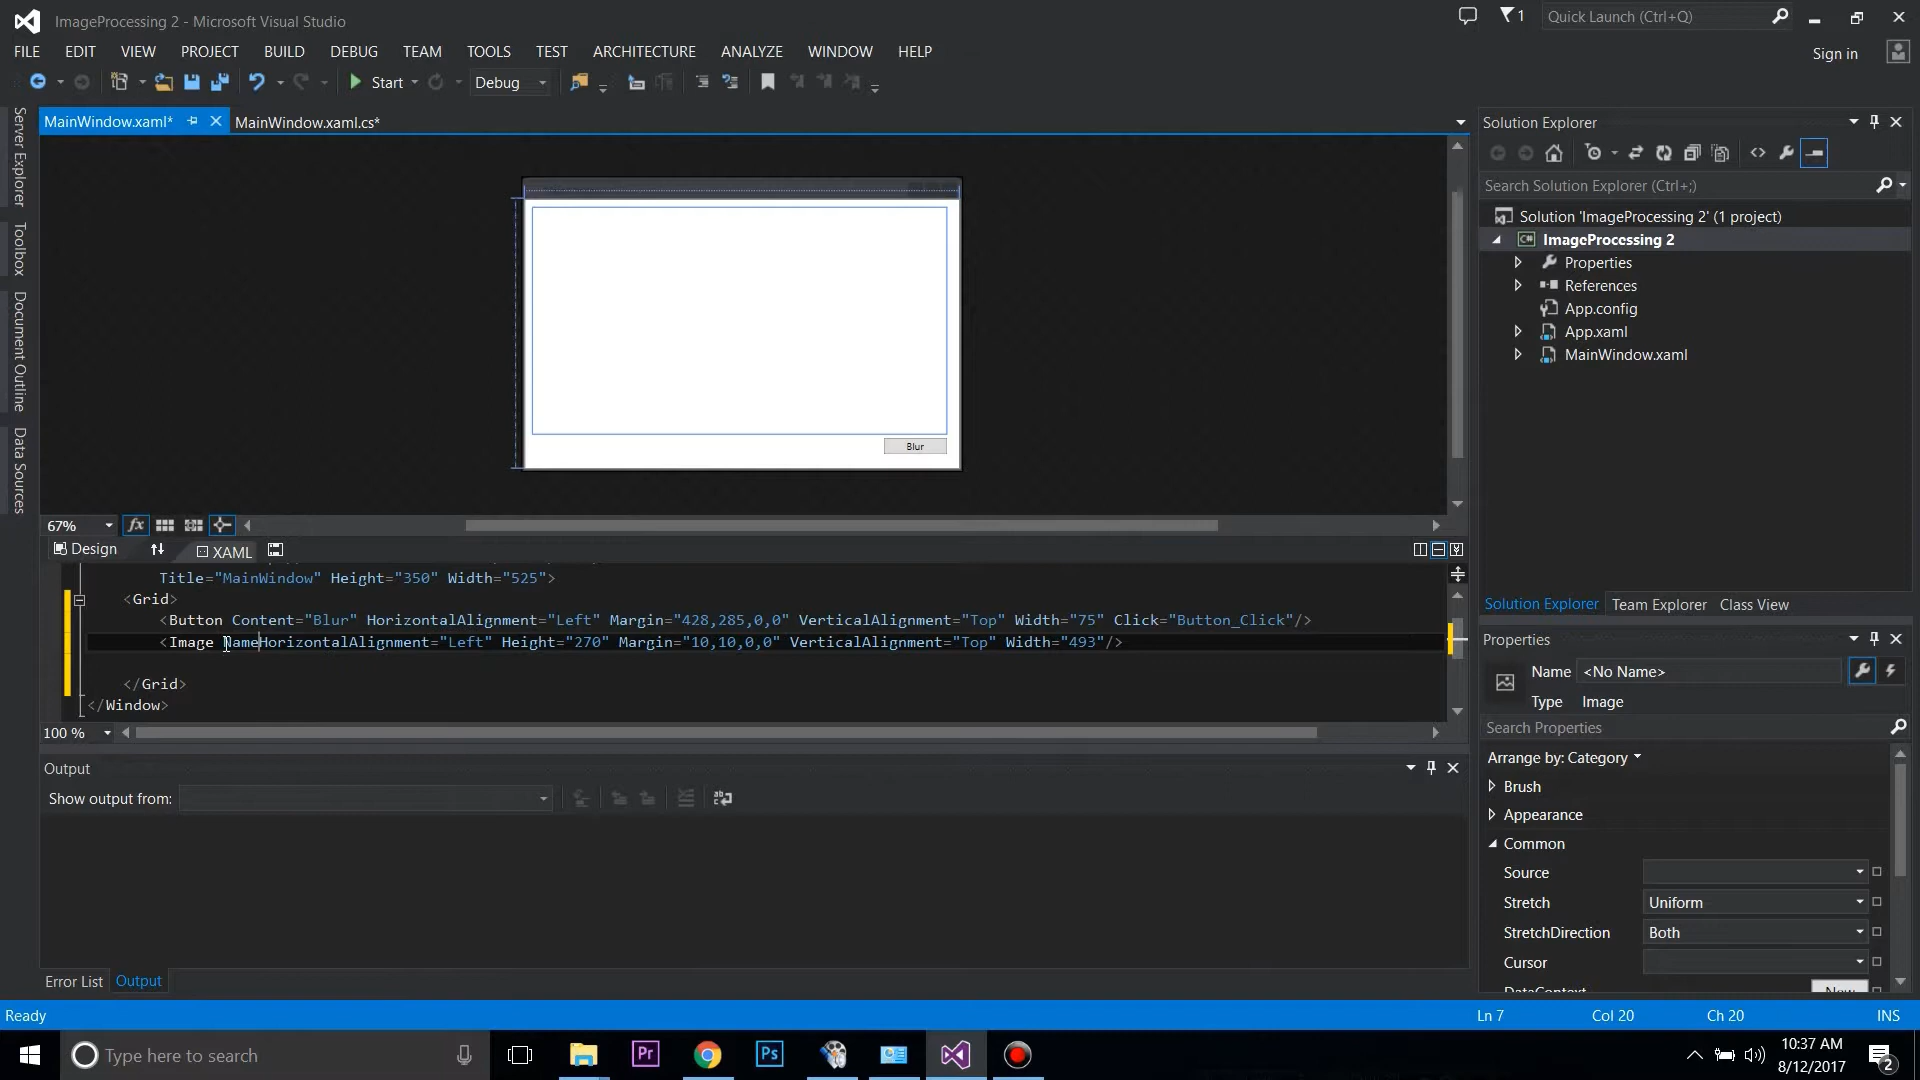 ImageProcessing 2 - Microsoft Visual Studio
1
Quick Launch (Ctrl+Q)
FILE EDIT VIEW PROJECT BUILD DEBUG TEAM TOOLS TEST ARCHITECTURE ANALYZE WINDOW HELP
Sign in
Start
Debug
Server Explorer
Toolbox
Document Outline
Data Sources
MainWindow.xaml*
MainWindow.xaml.cs*
Blur
67%
fx
Design
XAML
Title="MainWindow" Height="350" Width="525">
<Grid>
<Button Content="Blur" HorizontalAlignment="Left" Margin="428,285,0,0" VerticalAlignment="Top" Width="75" Click="Button_Click"/>
<Image NameHorizontalAlignment="Left" Height="270" Margin="10,10,0,0" VerticalAlignment="Top" Width="493"/>
</Grid>
</Window>
100 %
Output
Show output from:
Error List
Output
Solution Explorer
Search Solution Explorer (Ctrl+;)
Solution 'ImageProcessing 2' (1 project)
C#
ImageProcessing 2
Properties
References
App.config
App.xaml
MainWindow.xaml
Solution Explorer
Team Explorer
Class View
Properties
Name <No Name>
Type Image
Search Properties
Arrange by: Category
Brush
Appearance
Common
Source
Stretch Uniform
StretchDirection Both
Cursor
DataContext New
Ready
Ln 7
Col 20
Ch 20
INS
Type here to search
Pr
Ps
10:37 AM
8/12/2017
2